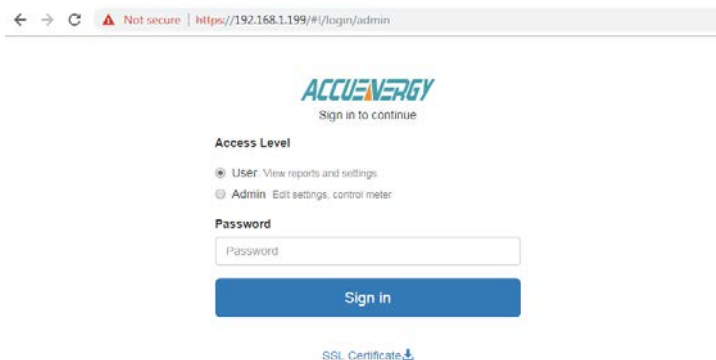 Not secure | https://192.168.1.199/#!/login/admin
ACCUENERGY
Sign in to continue
Access Level
User View reports and settings
Admin Edit settings, control meter
Password
Password
Sign in
SSL Certificate